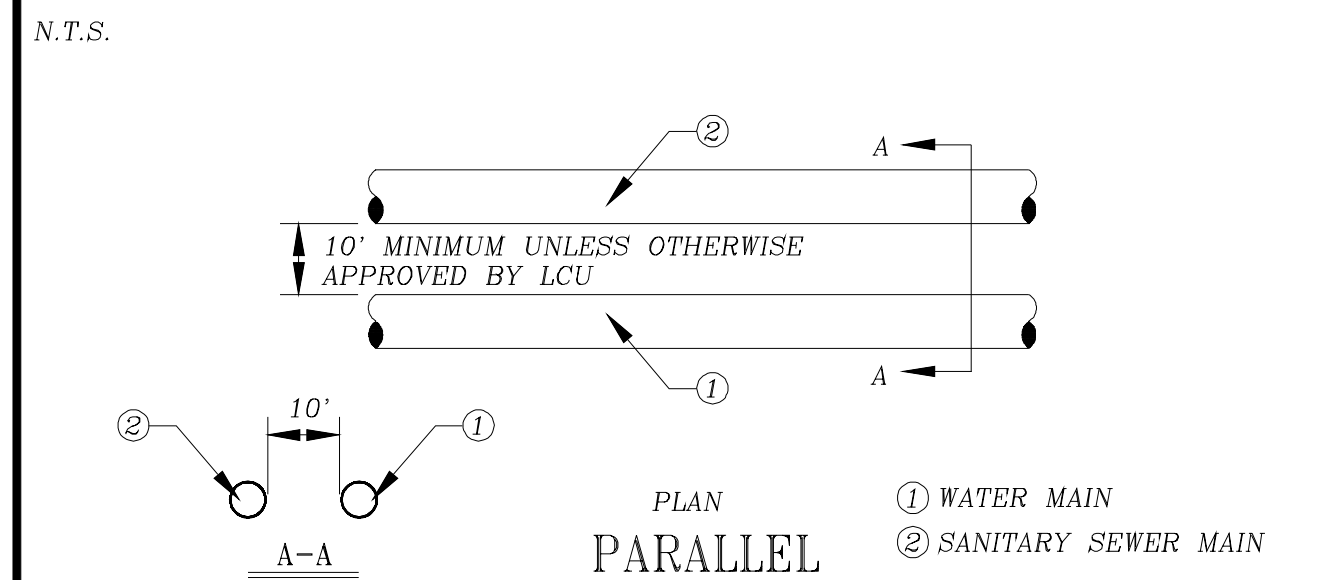 N.T.S.
2
A
10' MINIMUM UNLESS OTHERWISE
APPROVED BY LCU
A
1
10'
2
1
A-A
PLAN
PARALLEL
1 WATER MAIN
2 SANITARY SEWER MAIN